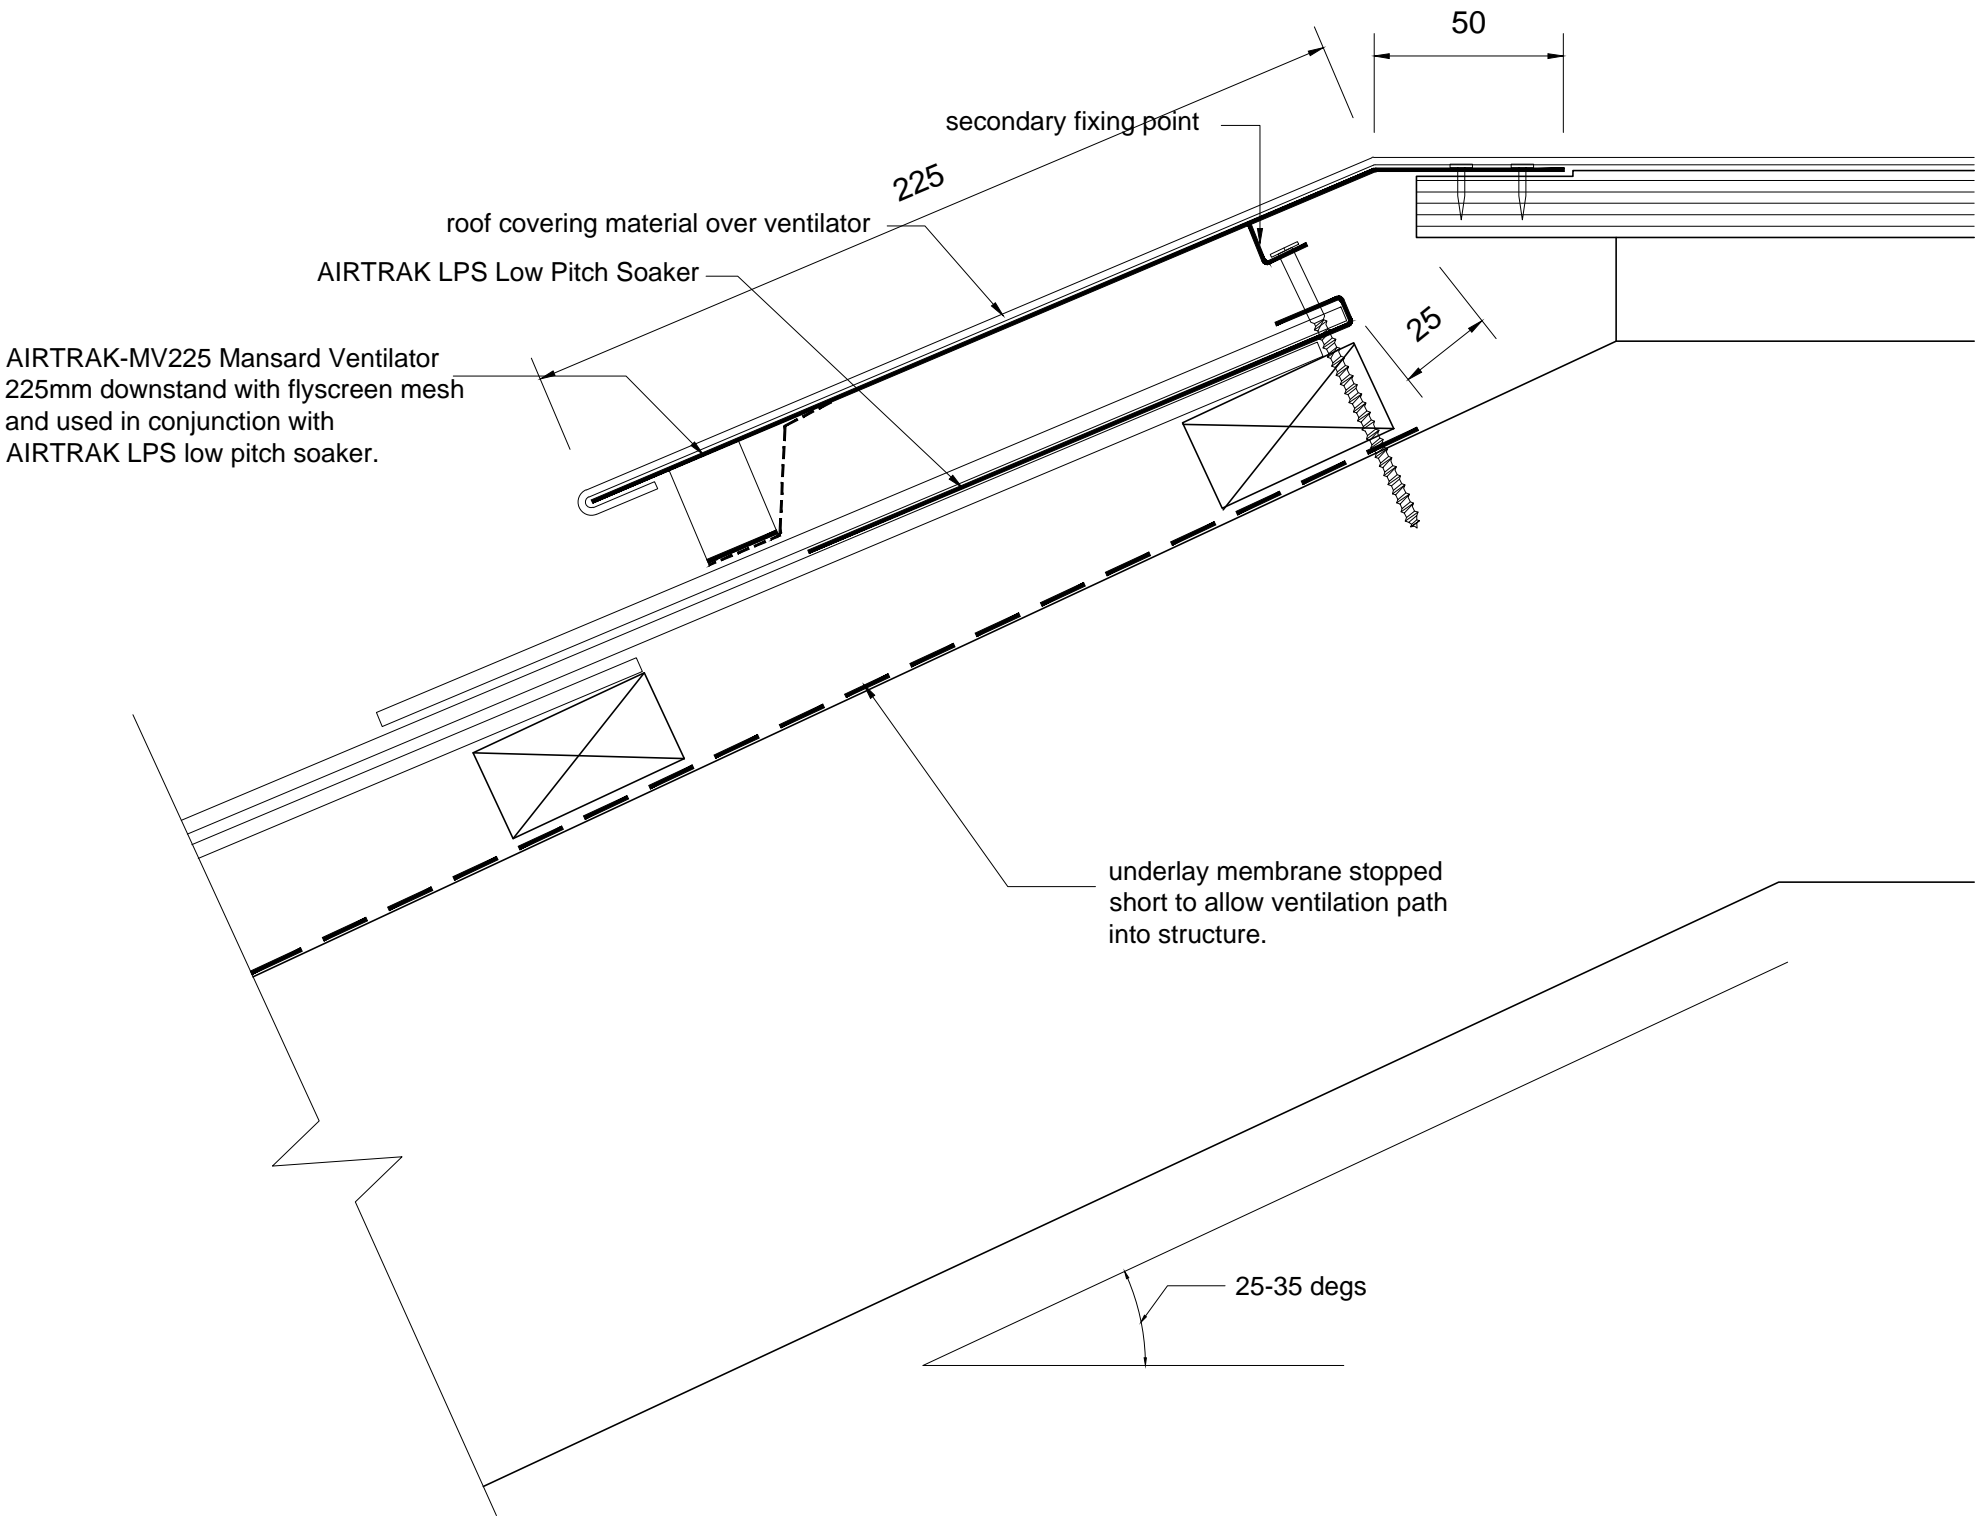 50
secondary fixing point
225
roof covering material over ventilator
AIRTRAK LPS Low Pitch Soaker
25
AIRTRAK-MV225 Mansard Ventilator
225mm downstand with flyscreen mesh
and used in conjunction with
AIRTRAK LPS low pitch soaker.
underlay membrane stopped
short to allow ventilation path
into structure.
25-35 degs